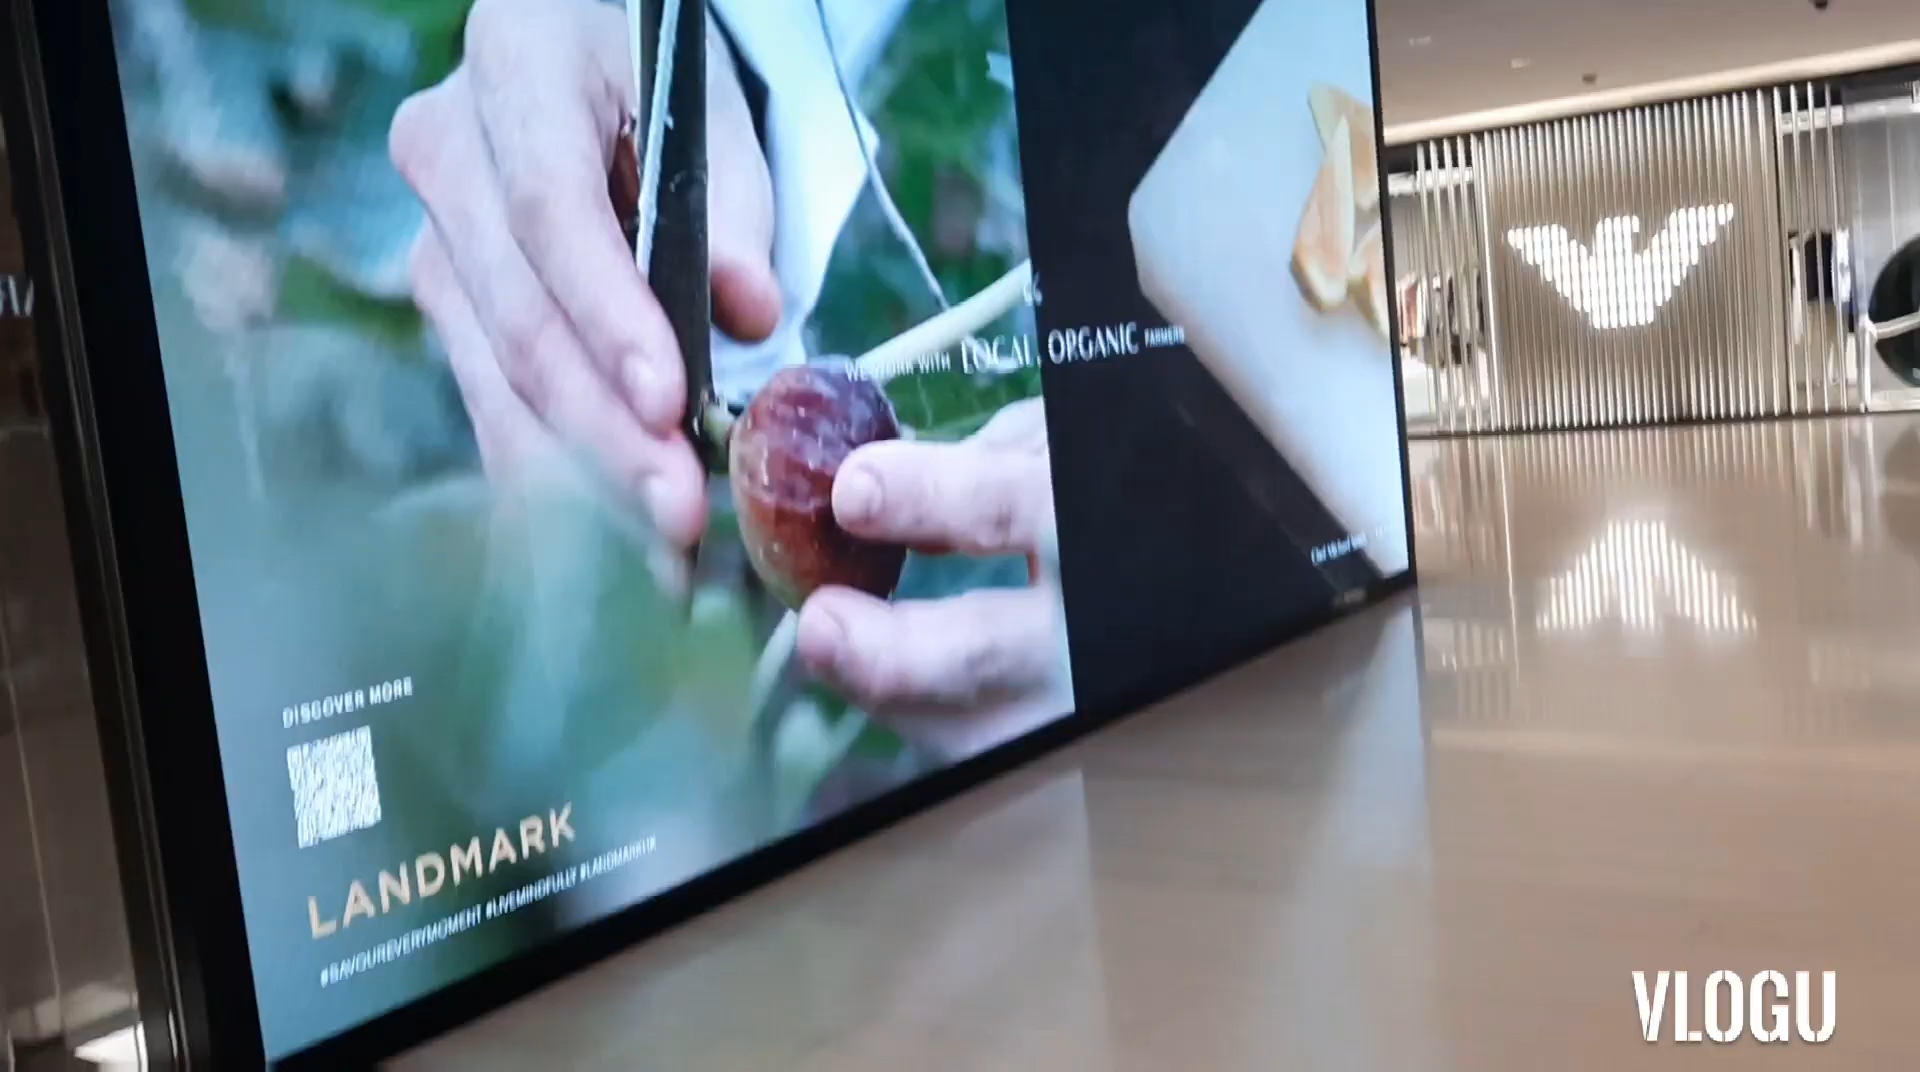 WE WORK WITH LOCAL, ORGANIC FARMERS
DISCOVER MORE
LANDMARK
#SAVOUREVERYMOMENT #LIVEMINDFULLY #LANDMARKHK
VLOGU